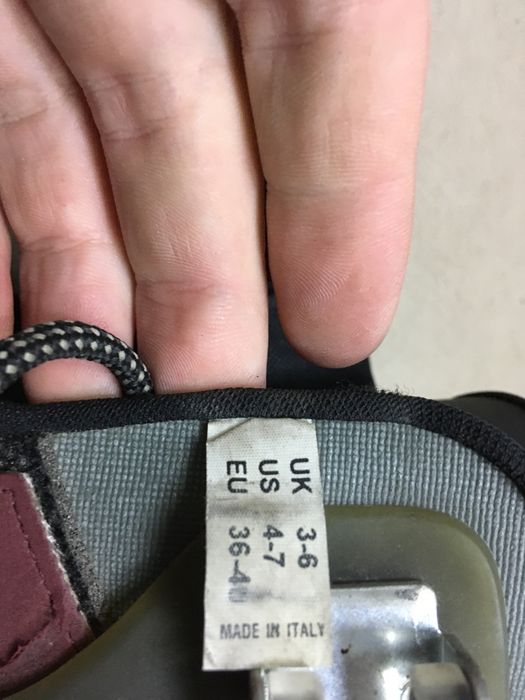 UK 3-6
US 4-7
EU
MADE IN ITALY